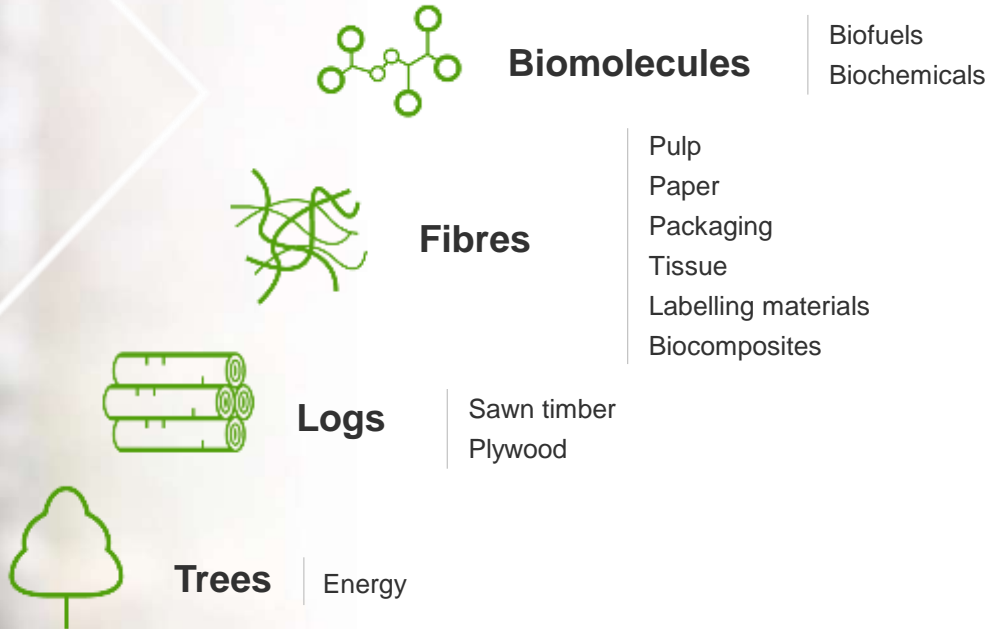 Biomolecules
Biofuels
Biochemicals
Fibres
Pulp
Paper
Packaging
Tissue
Labelling materials
Biocomposites
Logs
Sawn timber
Plywood
Trees
Energy